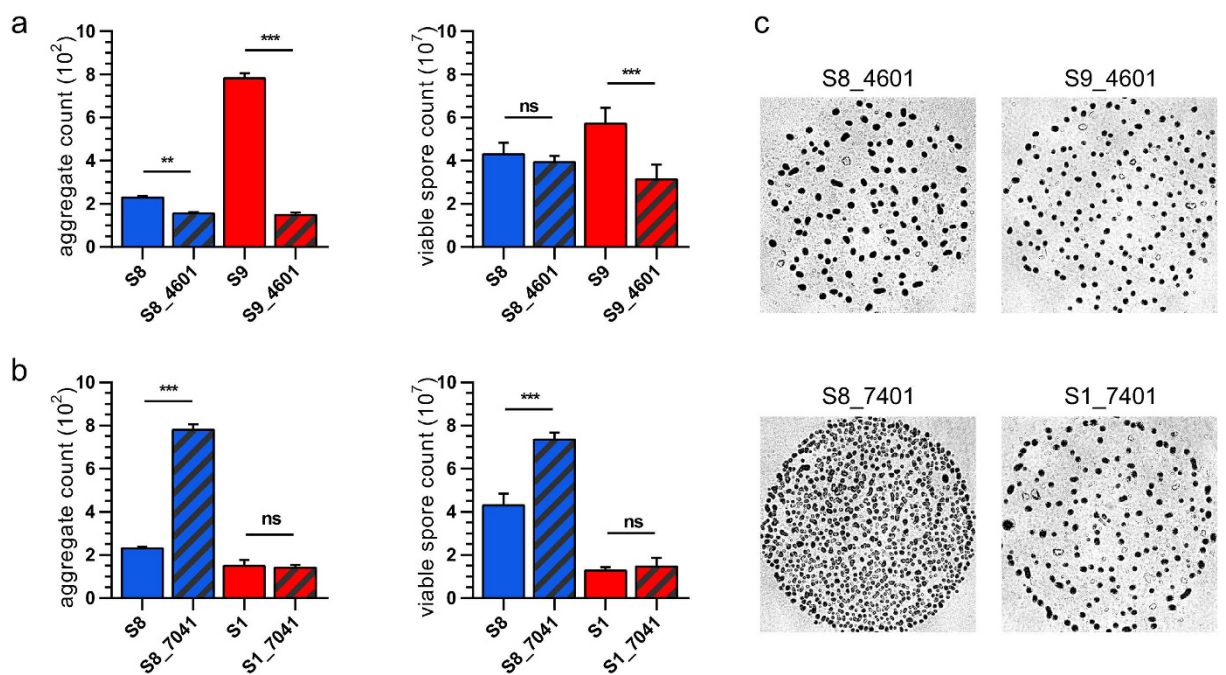 a
aggregate count (10²)
10
8
6
4
2
0
**
***
S8
S8_4601
S9
S9_4601
viable spore count (10⁷)
10
8
6
4
2
0
ns
***
S8
S8_4601
S9
S9_4601
b
aggregate count (10²)
10
8
6
4
2
0
***
ns
S8
S8_7041
S1
S1_7041
viable spore count (10⁷)
10
8
6
4
2
0
***
ns
S8
S8_7041
S1
S1_7041
c
S8_4601
S9_4601
S8_7401
S1_7401